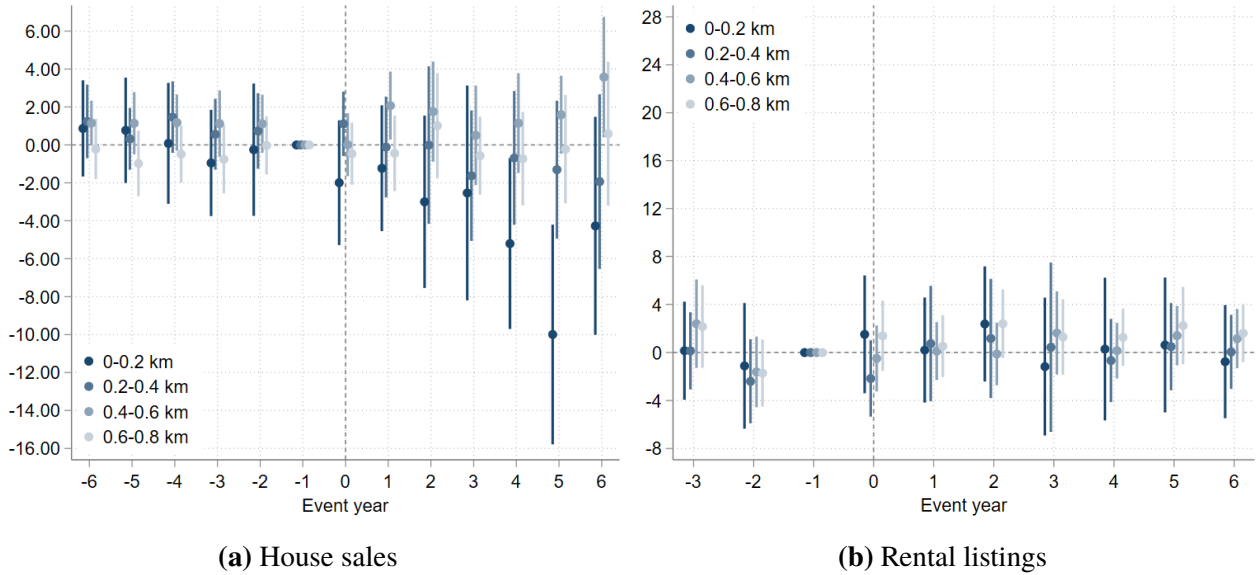 6.00
4.00
2.00
0.00
-2.00
-4.00
-6.00
-8.00
-10.00
-12.00
-14.00
-16.00
0-0.2 km
0.2-0.4 km
0.4-0.6 km
0.6-0.8 km
-6 -5 -4 -3 -2 -1 0 1 2 3 4 5 6
Event year
(a) House sales
28
24
20
16
12
8
4
0
-4
-8
0-0.2 km
0.2-0.4 km
0.4-0.6 km
0.6-0.8 km
-3 -2 -1 0 1 2 3 4 5 6
Event year
(b) Rental listings